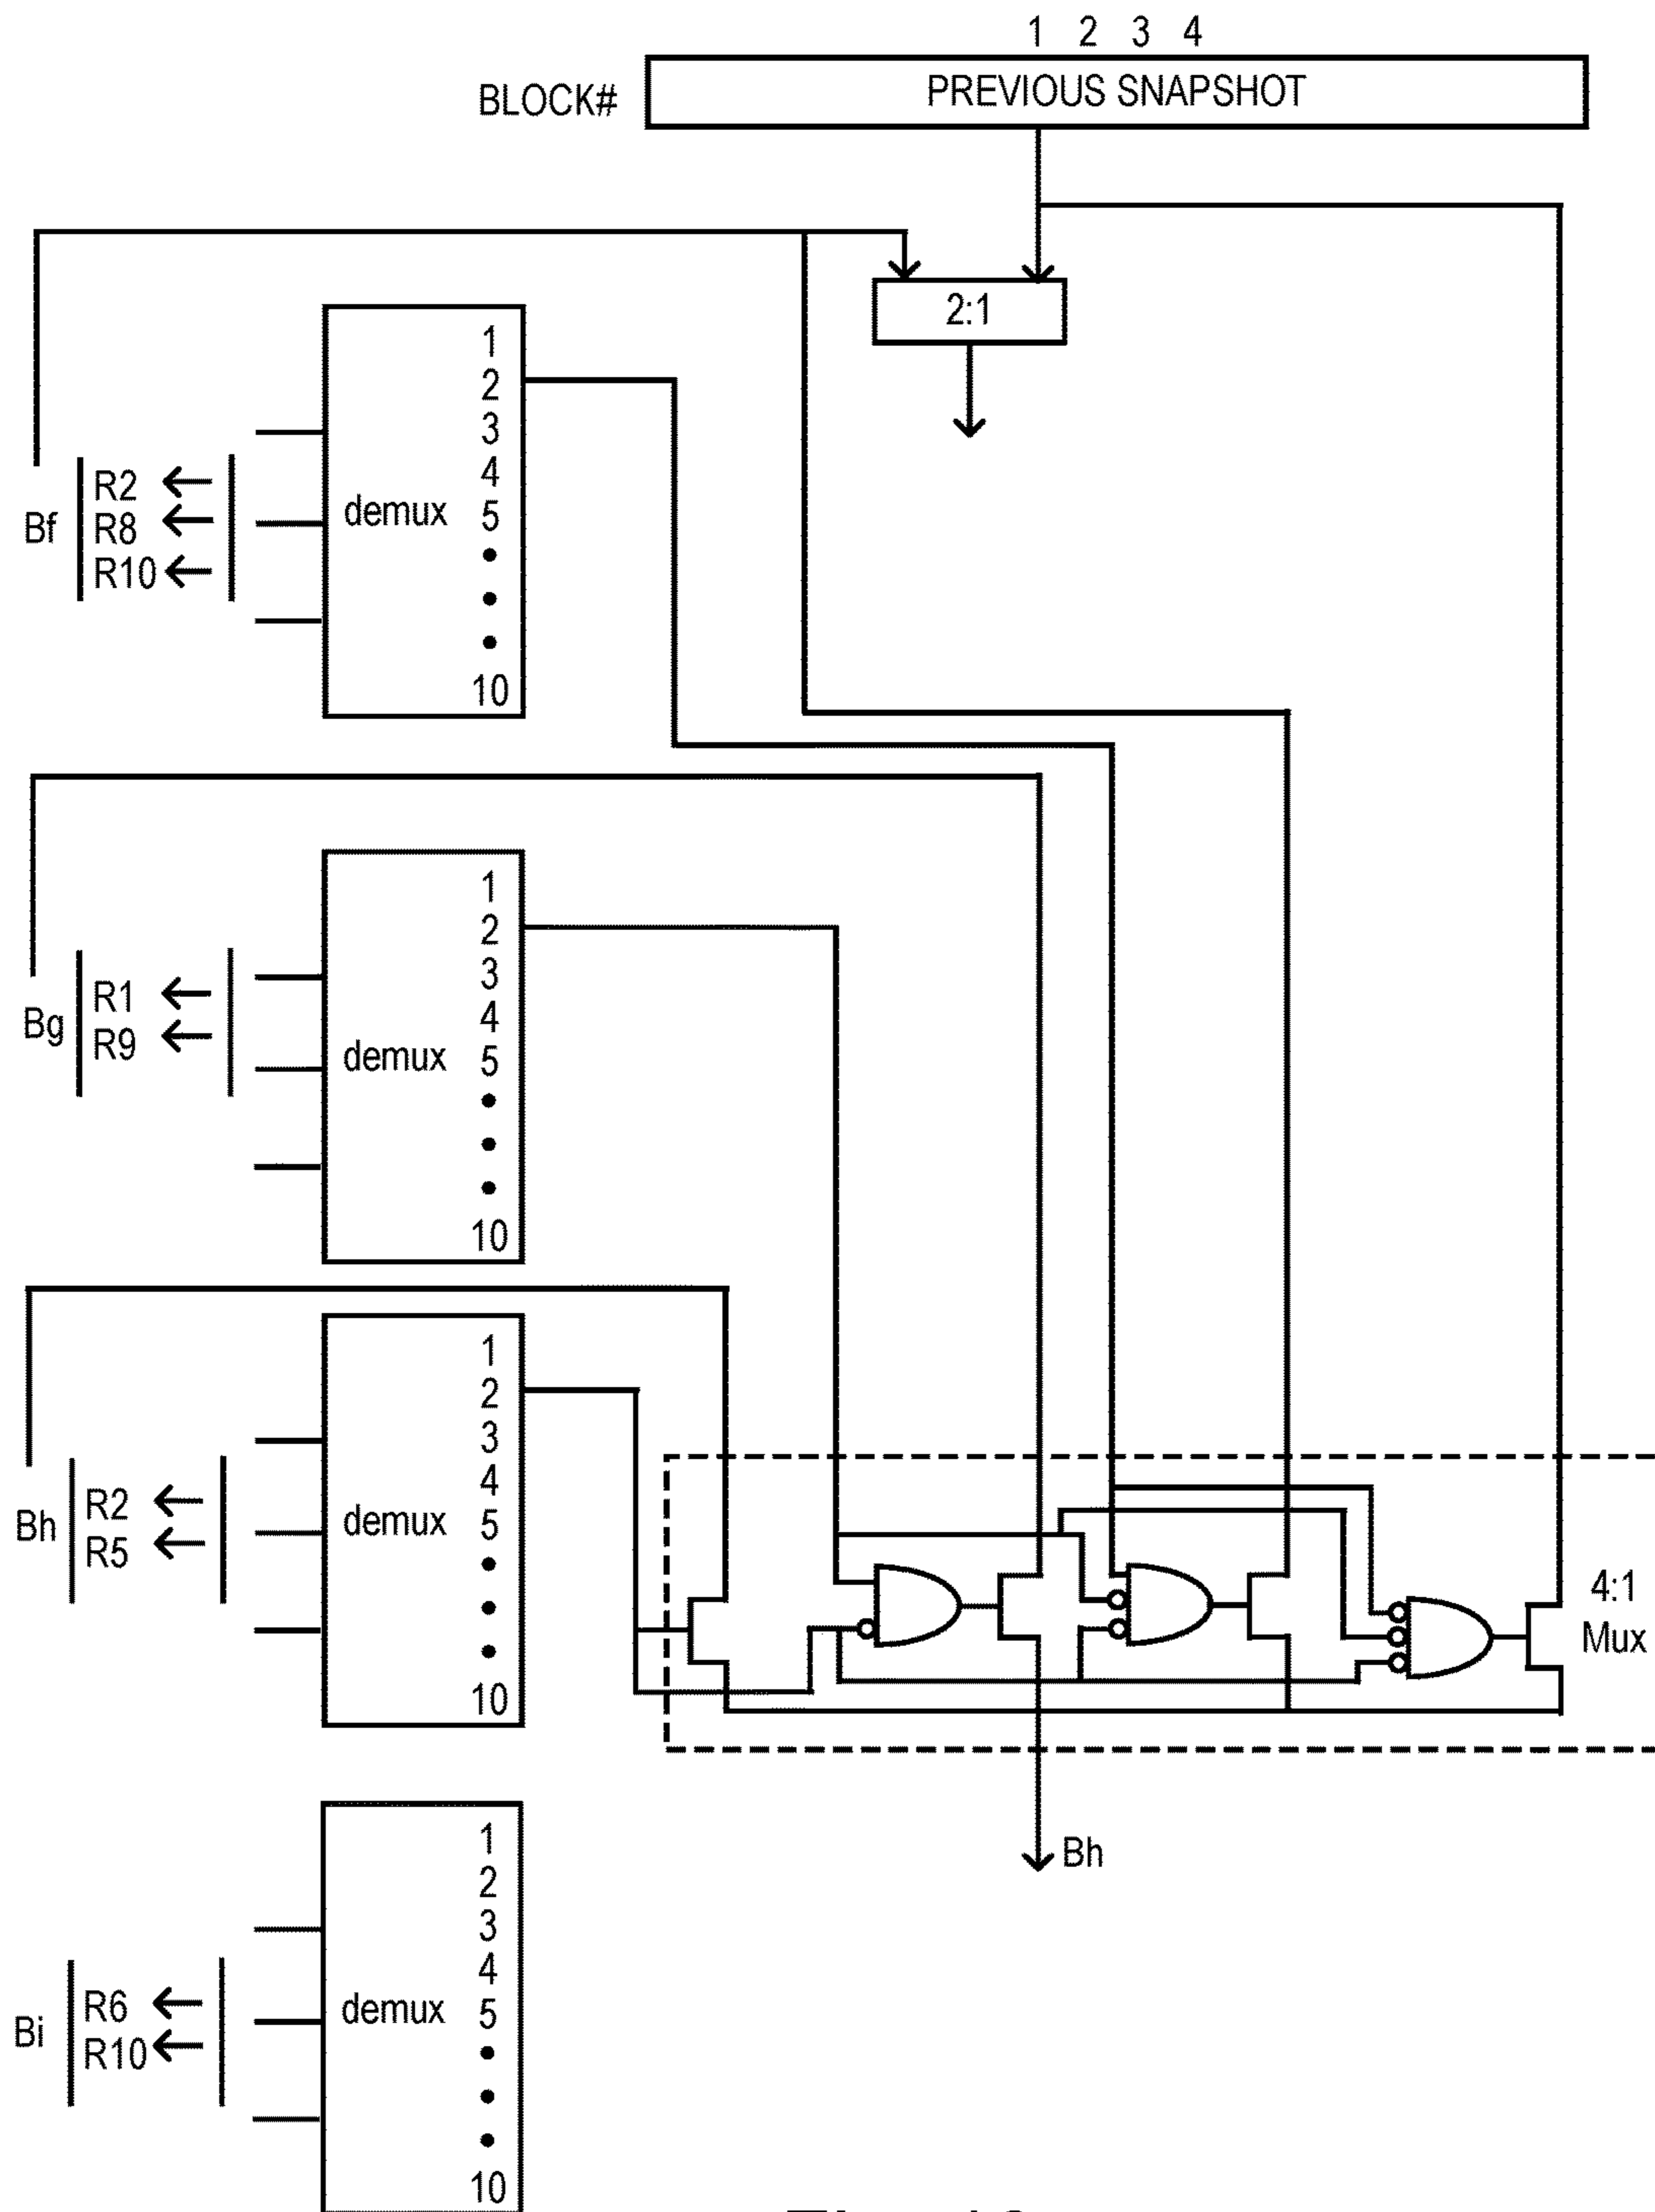 1 2 3 4
BLOCK# PREVIOUS SNAPSHOT
2:1
1
2
3
4
demux 5
10
Bf
R2
R8
R10
1
2
3
4
demux 5
10
Bg
R1
R9
1
2
3
4
demux 5
10
Bh
R2
R5
4:1
Mux
Bh
1
2
3
4
demux 5
10
Bi
R6
R10